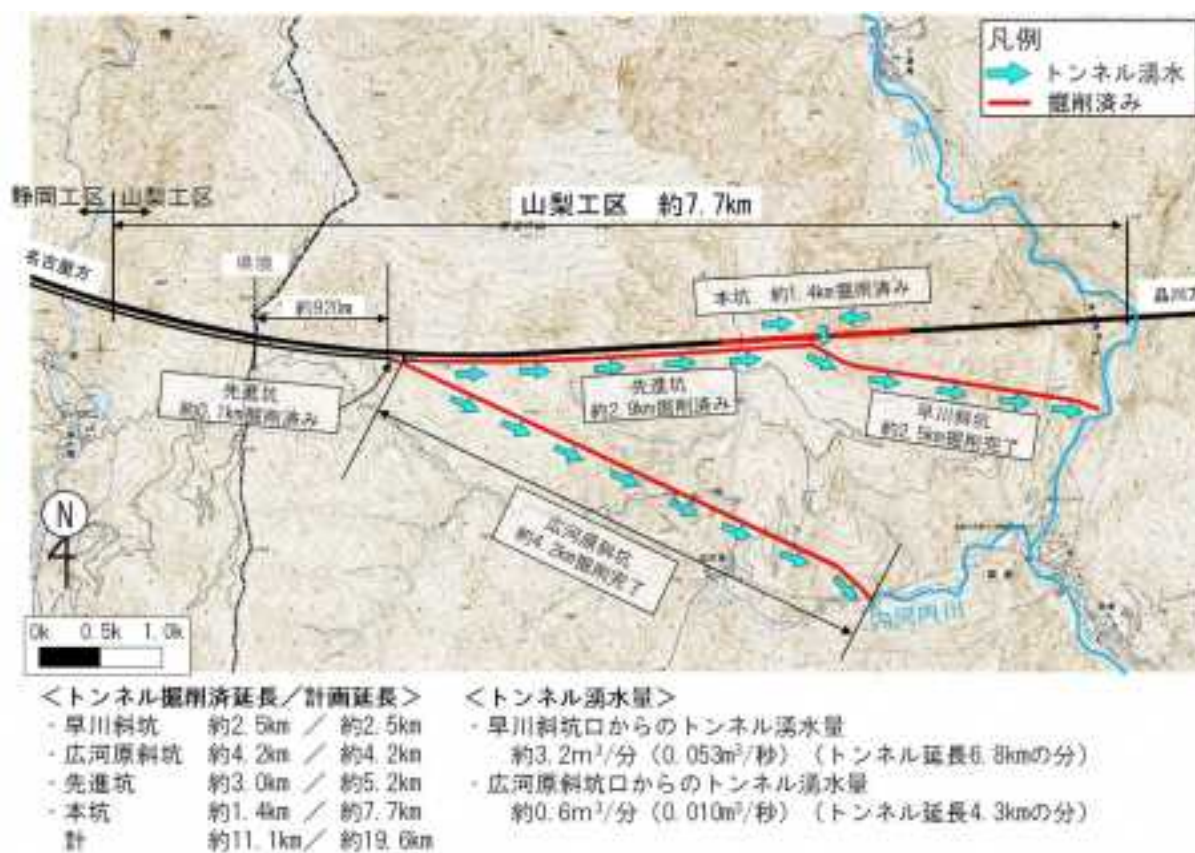 凡例
トンネル湧水
掘削済み
静岡工区 山梨工区
山梨工区 約7.7km
名古屋方
県境
約920m
本坑 約1.4km掘削済み
先進坑
約0.1km掘削済み
先進坑
約2.9km掘削済み
早川斜坑
約2.5km掘削完了
広河原斜坑
約4.2km掘削完了
内河内川
N
0k 0.5k 1.0k
<トンネル掘削済延長/計画延長>
・早川斜坑 約2.5km / 約2.5km
・広河原斜坑 約4.2km / 約4.2km
・先進坑 約3.0km / 約5.2km
・本坑 約1.4km / 約7.7km
計 約11.1km/ 約19.6km
<トンネル湧水量>
・早川斜坑口からのトンネル湧水量
約3.2m³/分(0.053m³/秒)(トンネル延長6.8kmの分)
・広河原斜坑口からのトンネル湧水量
約0.6m³/分(0.010m³/秒)(トンネル延長4.3kmの分)